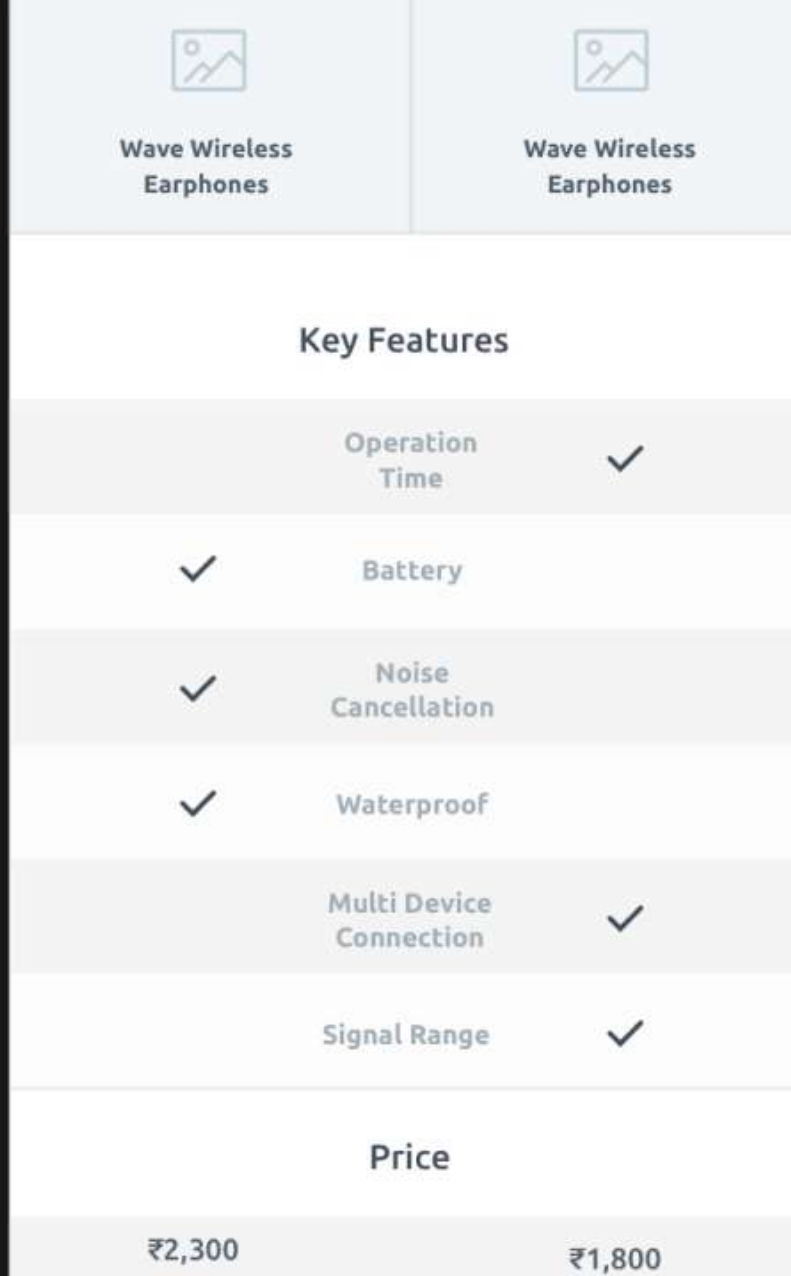 Wave Wireless
Earphones
Wave Wireless
Earphones
Key Features
Operation
Time
Battery
Noise
Cancellation
Waterproof
Multi Device
Connection
Signal Range
Price
₹2,300
₹1,800